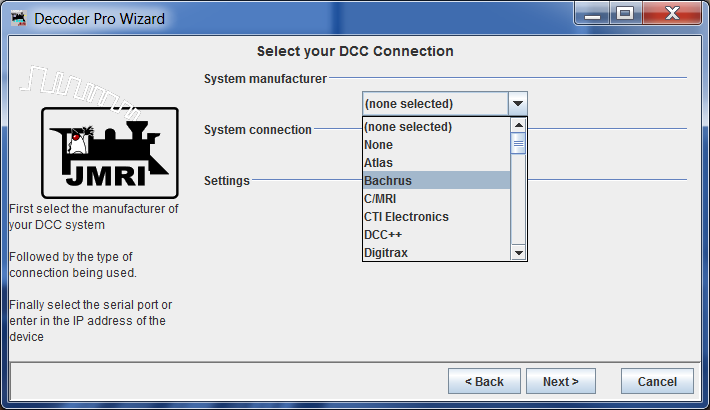 Decoder Pro Wizard
Select your DCC Connection
System manufacturer
(none selected)
System connection
(none selected)
None
Atlas
Settings
Bachrus
C/MRI
CTI Electronics
DCC++
Digitrax
JMRI
First select the manufacturer of
your DCC system
Followed by the type of
connection being used.
Finally select the serial port or
enter in the IP address of the
device
< Back
Next >
Cancel